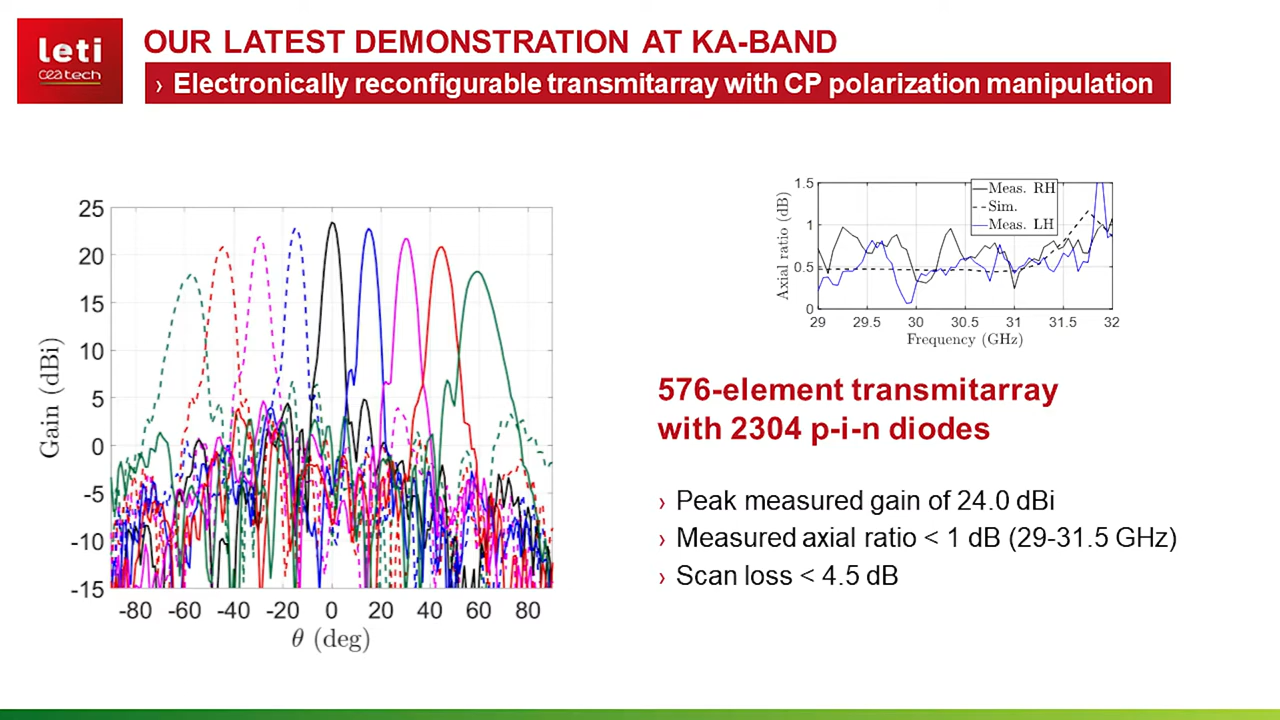 leti
ceatech
OUR LATEST DEMONSTRATION AT KA-BAND
› Electronically reconfigurable transmitarray with CP polarization manipulation
25
20
15
10
5
0
-5
-10
-15
Gain (dBi)
-80 -60 -40 -20 0 20 40 60 80
θ (deg)
1.5
1
0.5
0
Axial ratio (dB)
Meas. RH
Sim.
Meas. LH
29 29.5 30 30.5 31 31.5 32
Frequency (GHz)
576-element transmitarray
with 2304 p-i-n diodes
› Peak measured gain of 24.0 dBi
› Measured axial ratio < 1 dB (29-31.5 GHz)
› Scan loss < 4.5 dB